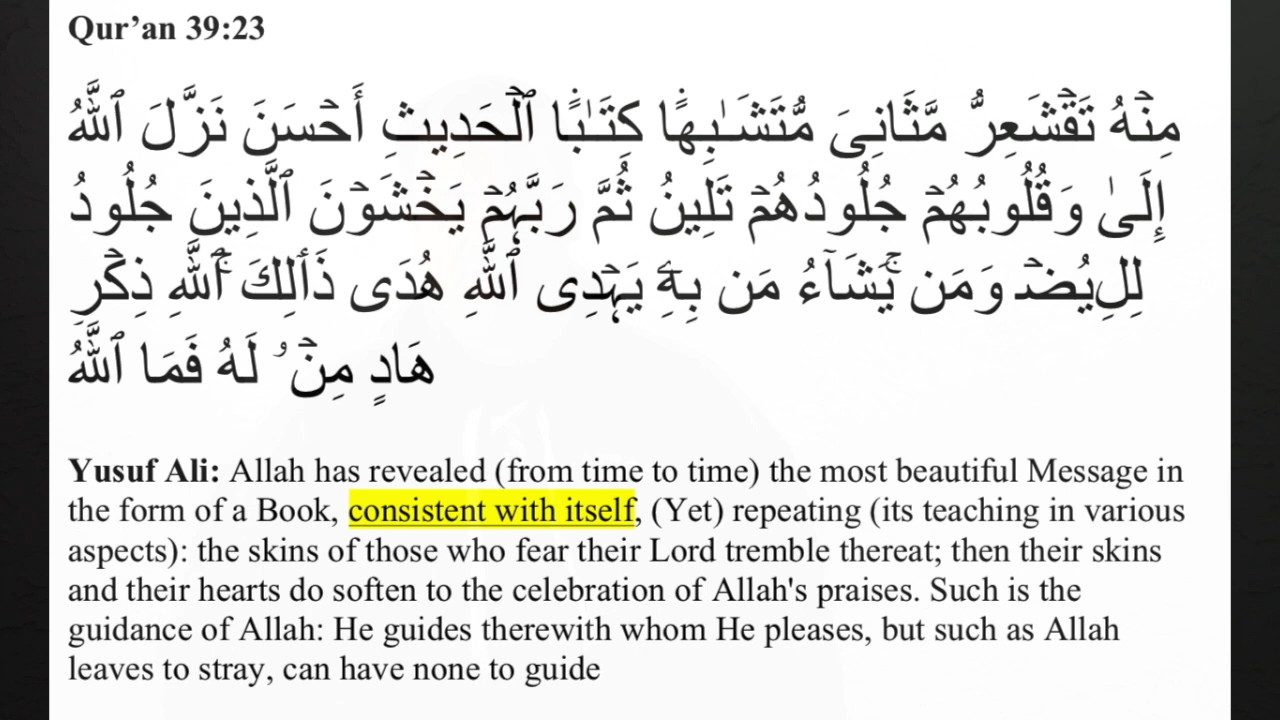 Qur’an 39:23
مِنۡهُ تَقۡشَعِرُّ مَّثَانِىَ مُّتَشَـٰبِهًا كِتَـٰبًا ٱلۡحَدِيثِ أَحۡسَنَ نَزَّلَ ٱللَّهُ
إِلَىٰ وَقُلُوبُهُمۡ جُلُودُهُمۡ تَلِينُ ثُمَّ رَبَّہُمۡ يَخۡشَوۡنَ ٱلَّذِينَ جُلُودُ
لِلِيُضۡ وَمَن يَشَآءُۚ مَن بِهِۦ يَہۡدِى ٱللَّهِ هُدَى ذَٲلِكَ ٱللَّهِۚ ذِكۡرِ
هَادٍ مِنۡ ۥ لَهُ فَمَا ٱللَّهُ
Yusuf Ali: Allah has revealed (from time to time) the most beautiful Message in
the form of a Book, consistent with itself, (Yet) repeating (its teaching in various
aspects): the skins of those who fear their Lord tremble thereat; then their skins
and their hearts do soften to the celebration of Allah's praises. Such is the
guidance of Allah: He guides therewith whom He pleases, but such as Allah
leaves to stray, can have none to guide